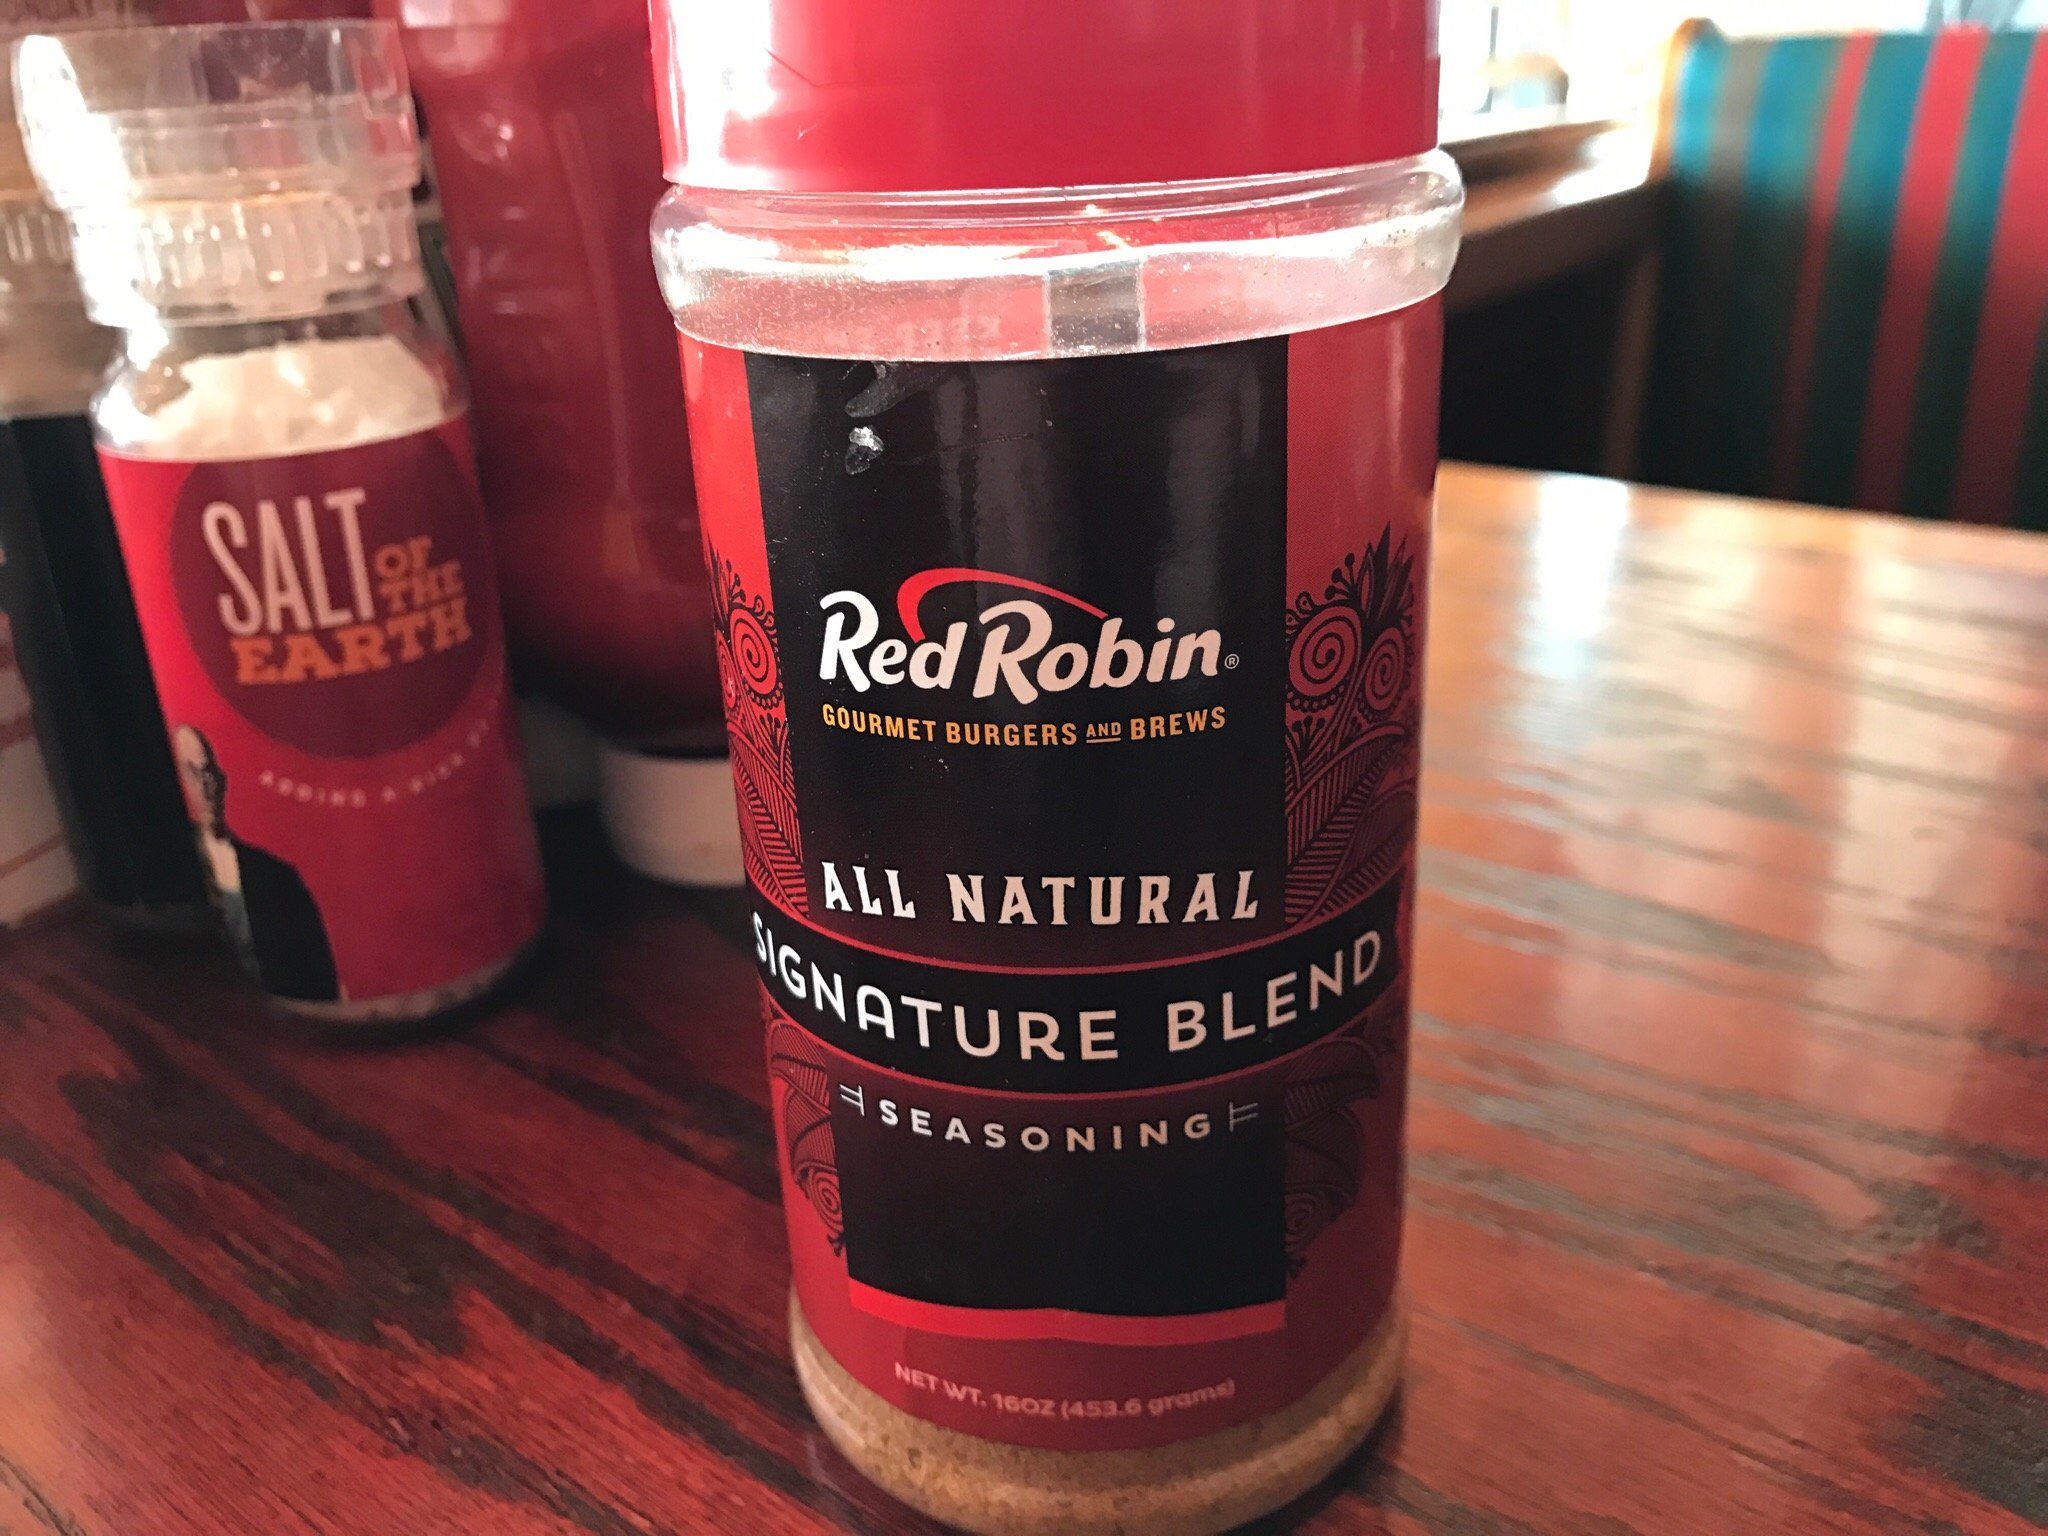 SALT
OF
THE
EARTH
ADDING A
Red Robin®
GOURMET BURGERS AND BREWS
ALL NATURAL
SIGNATURE BLEND
SEASONING
NET WT. 16OZ (453.6 grams)